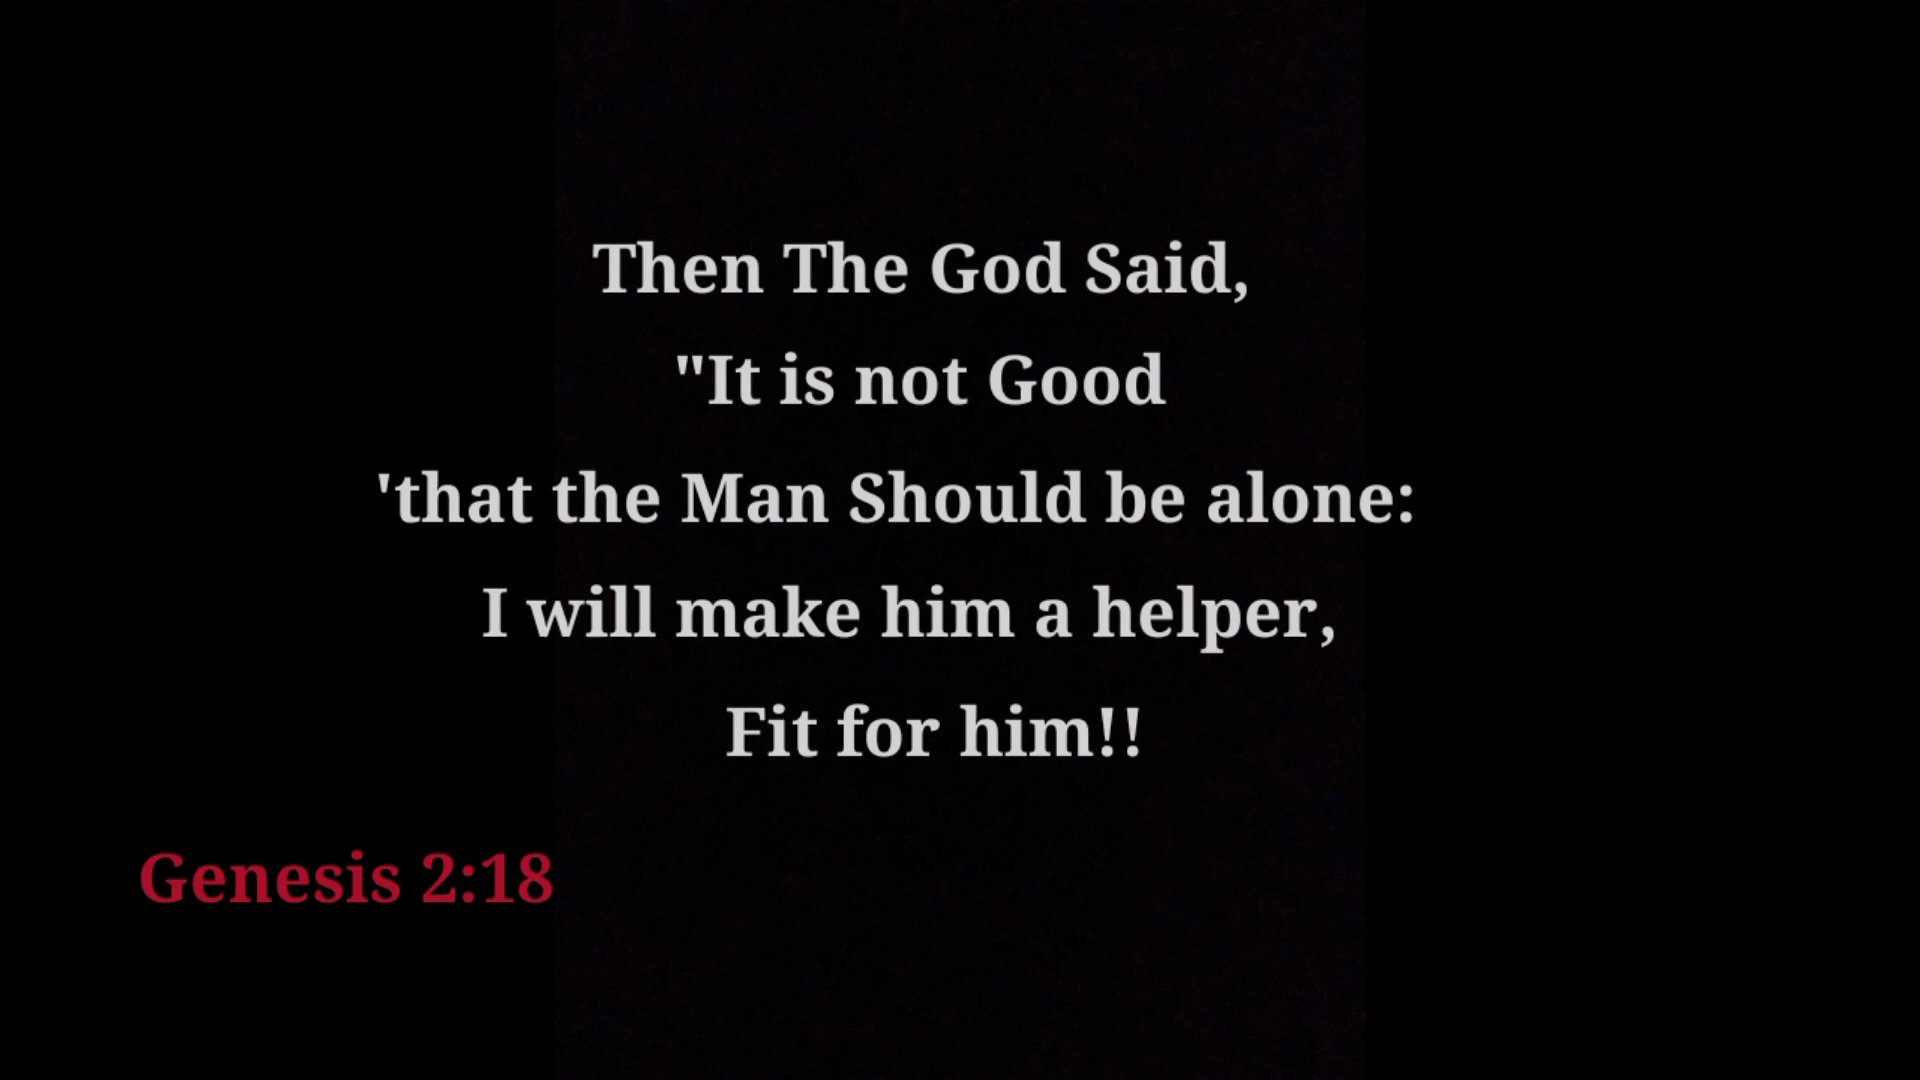 Then The God Said,
"It is not Good
'that the Man Should be alone:
I will make him a helper,
Fit for him!!
Genesis 2:18